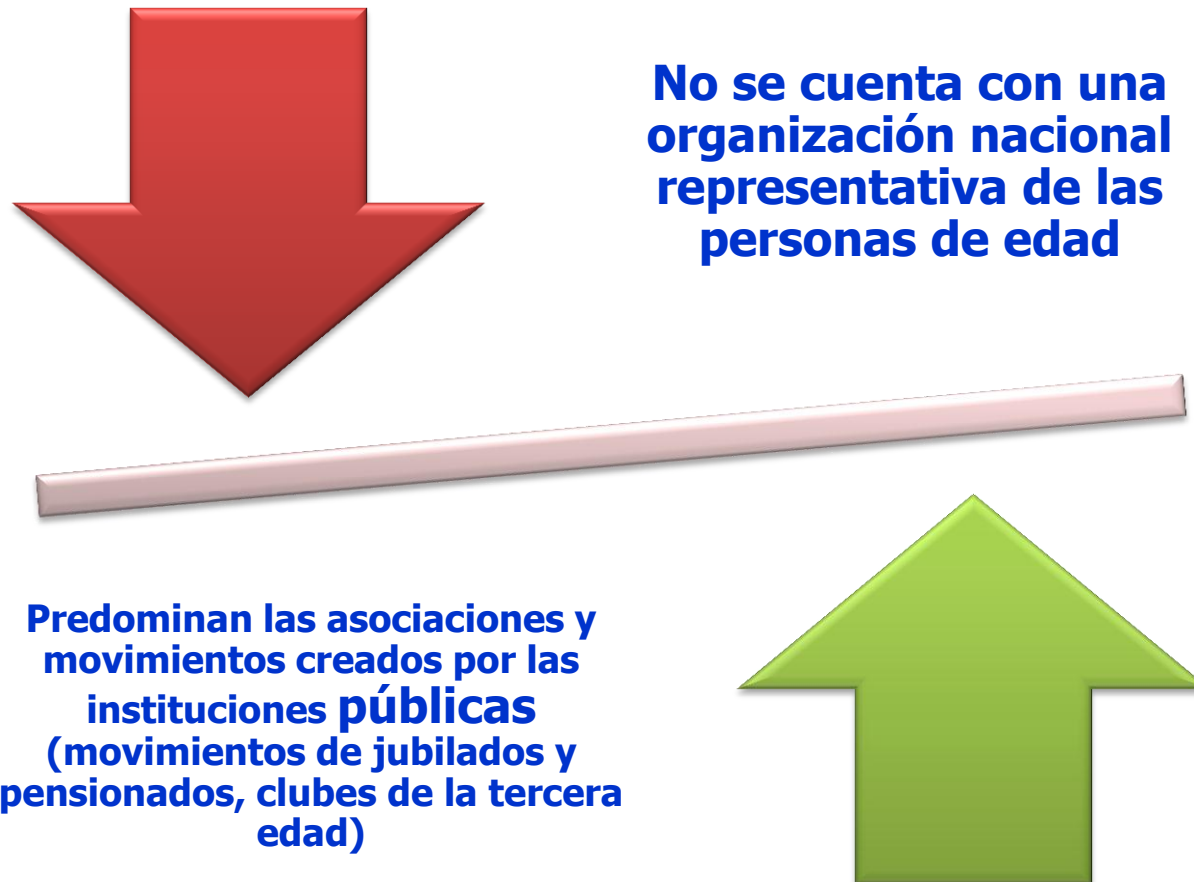 No se cuenta con una
organización nacional
representativa de las
personas de edad
Predominan las asociaciones y
movimientos creados por las
instituciones públicas
(movimientos de jubilados y
pensionados, clubes de la tercera
edad)